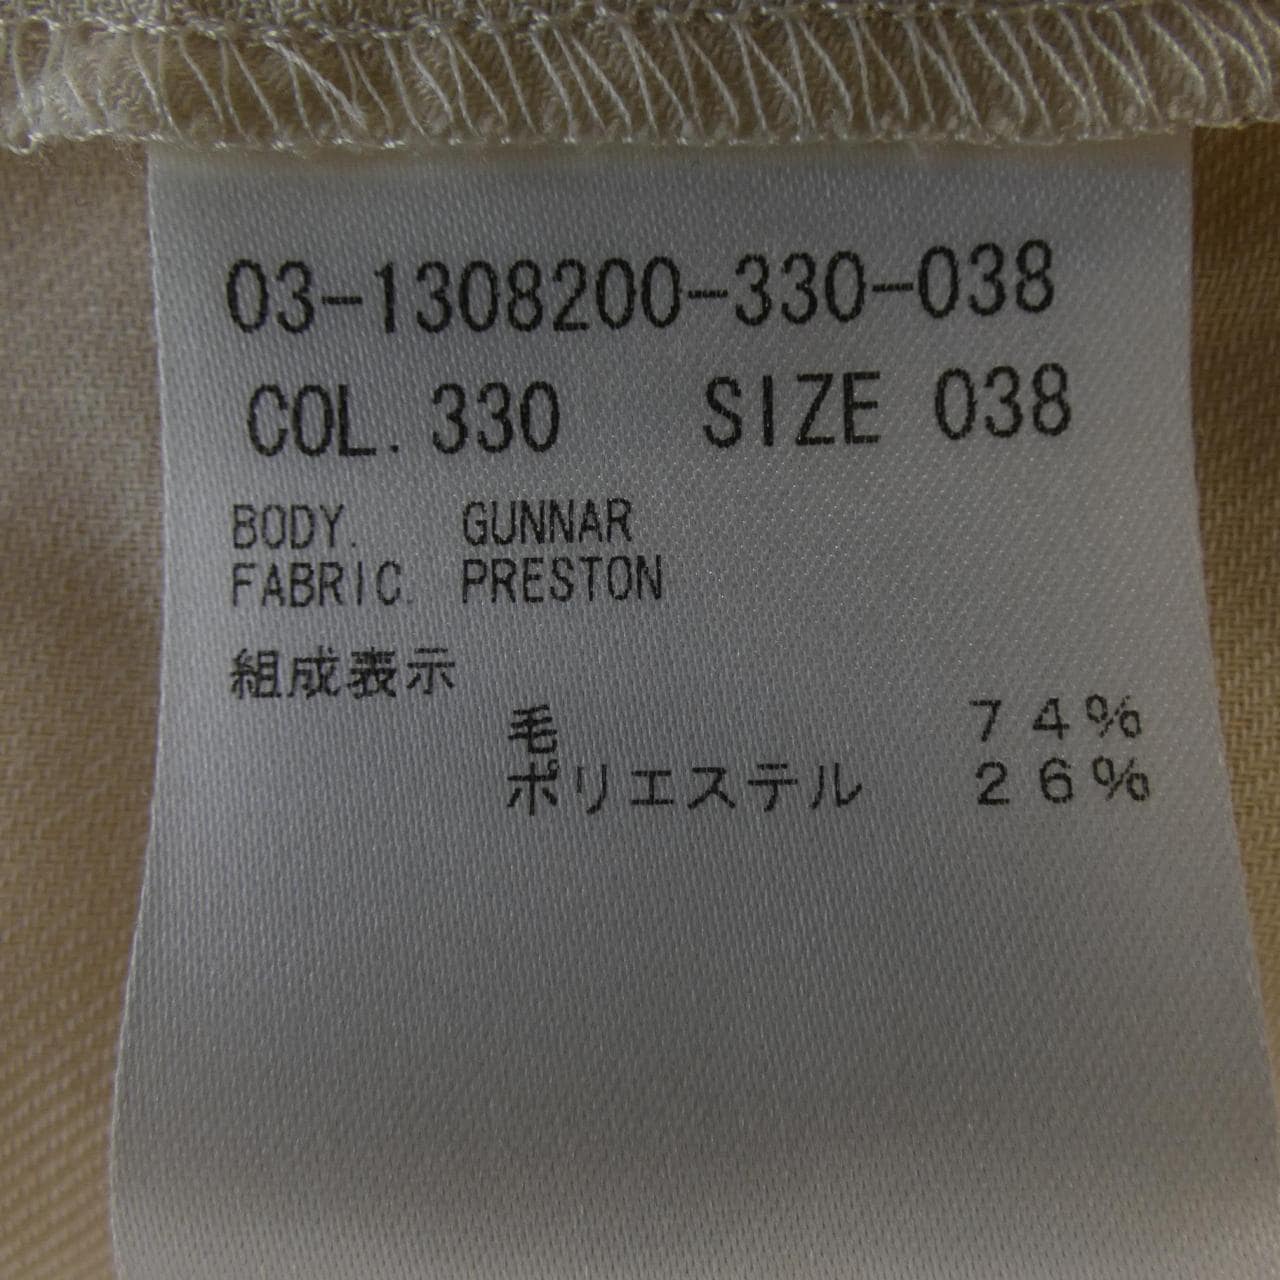 03-1308200-330-038
COL. 330 SIZE 038
BODY. GUNNAR
FABRIC. PRESTON
組成表示
毛 74%
ポリエステル 26%